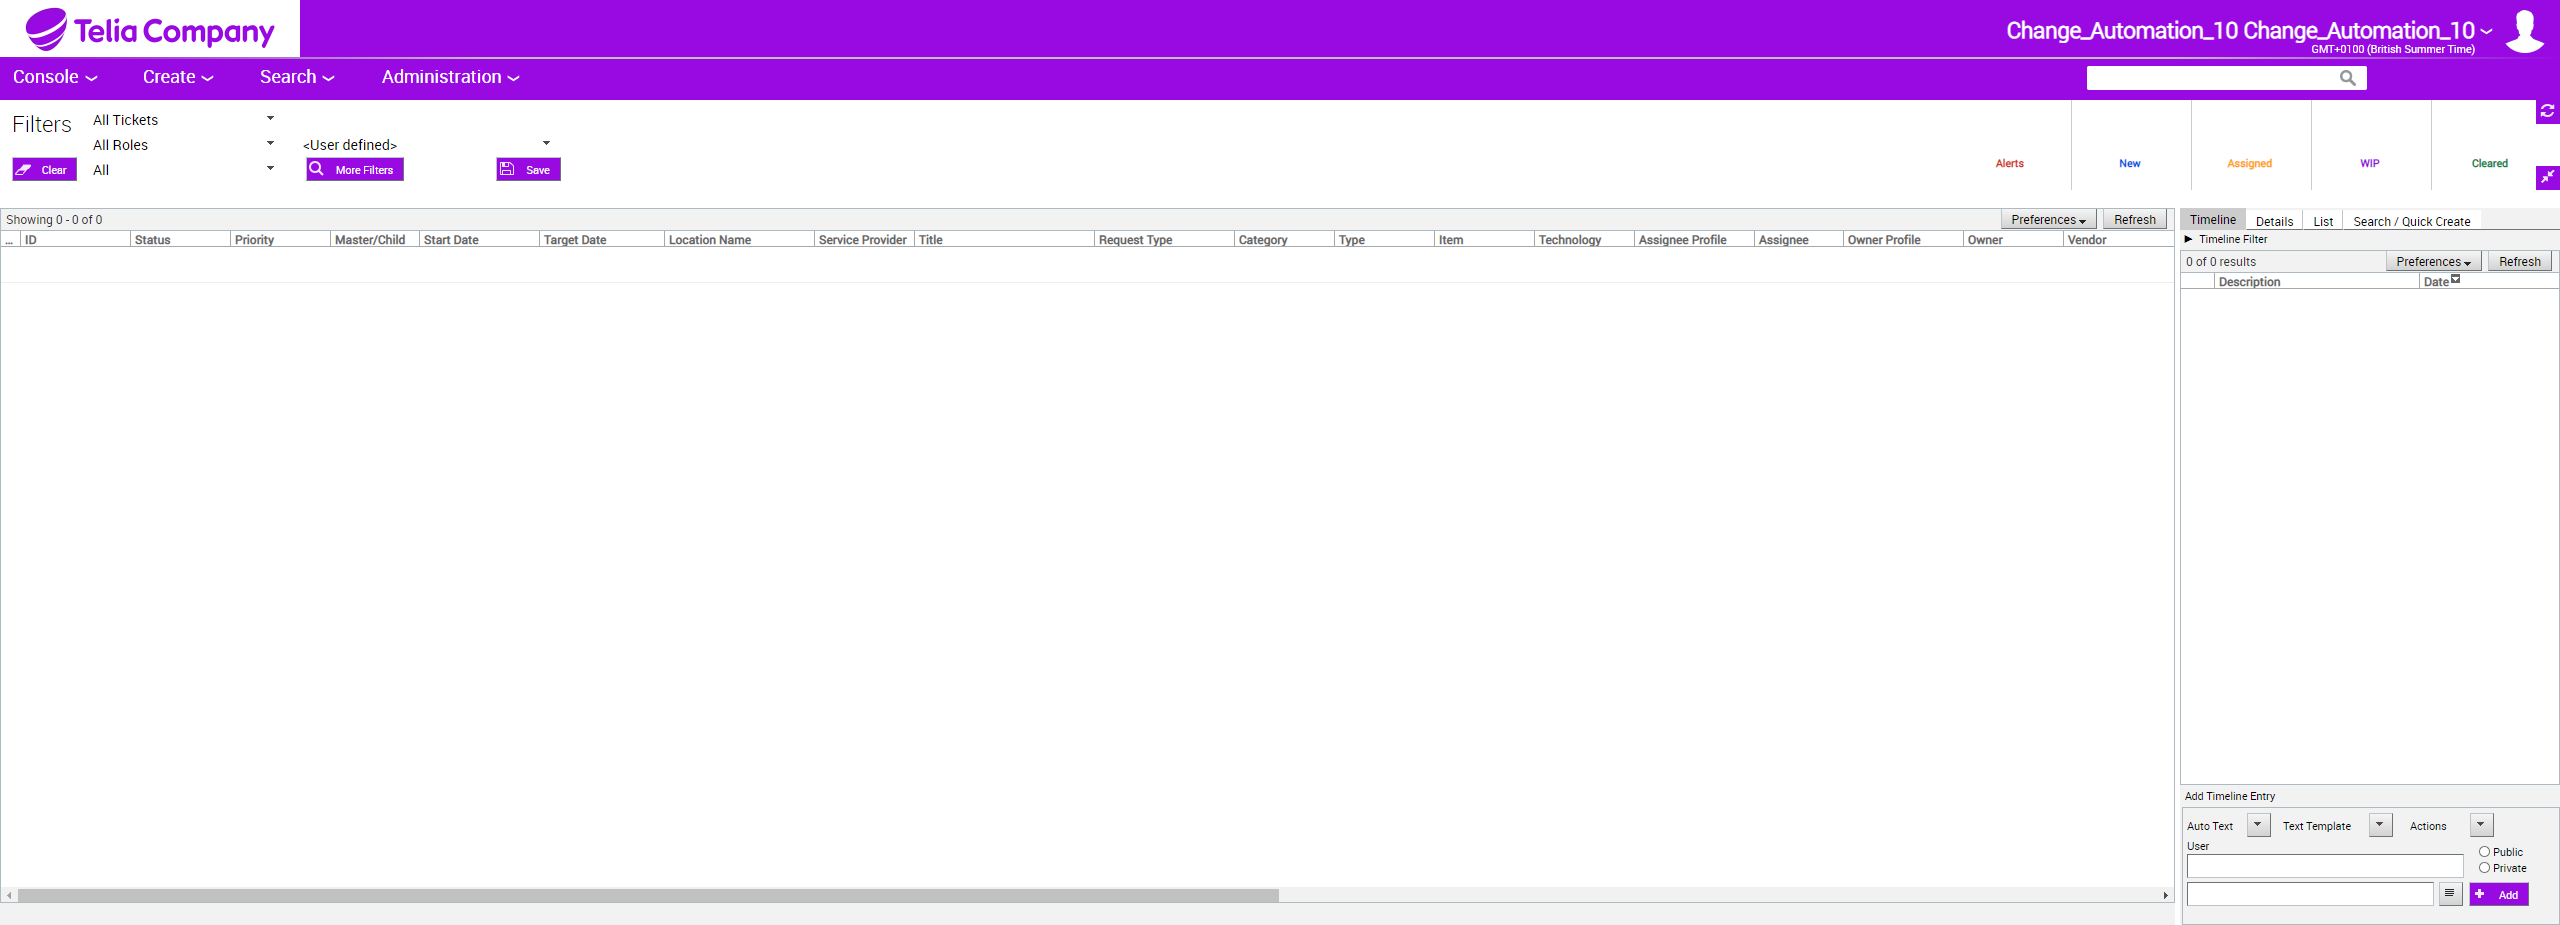 Telia Company
Change_Automation_10 Change_Automation_10
GMT+0100 (British Summer Time)
Console Create Search Administration
Filters All Tickets
All Roles <User defined>
Clear All More Filters Save
Alerts New Assigned WIP Cleared
Showing 0 - 0 of 0 Preferences Refresh
... ID Status Priority Master/Child Start Date Target Date Location Name Service Provider Title Request Type Category Type Item Technology Assignee Profile Assignee Owner Profile Owner Vendor
Timeline Details List Search / Quick Create
Timeline Filter
0 of 0 results Preferences Refresh
Description Date
Add Timeline Entry
Auto Text Text Template Actions
User
Public
Private
Add